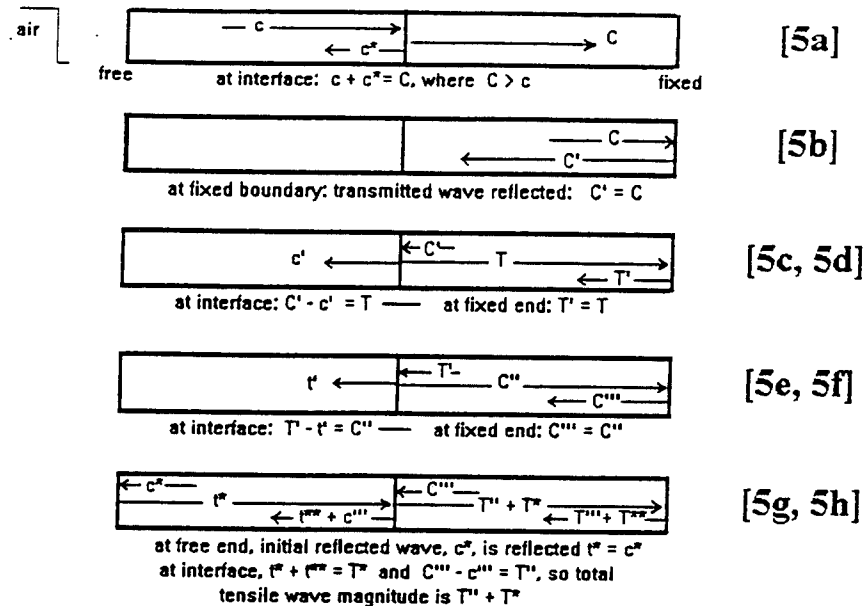 air
c
c*
C
[5a]
free
at interface: c + c* = C, where C > c
fixed
C
C'
[5b]
at fixed boundary: transmitted wave reflected: C' = C
c'
C'
T
T'
[5c, 5d]
at interface: C' - c' = T — at fixed end: T' = T
t'
T'
C"
C'"
[5e, 5f]
at interface: T' - t' = C" — at fixed end: C'" = C"
c*
t*
t** + c'"
C'"
T" + T*
T'" + T**
[5g, 5h]
at free end, initial reflected wave, c*, is reflected t* = c*
at interface, t* + t** = T* and C'" - c'" = T", so total
tensile wave magnitude is T" + T*